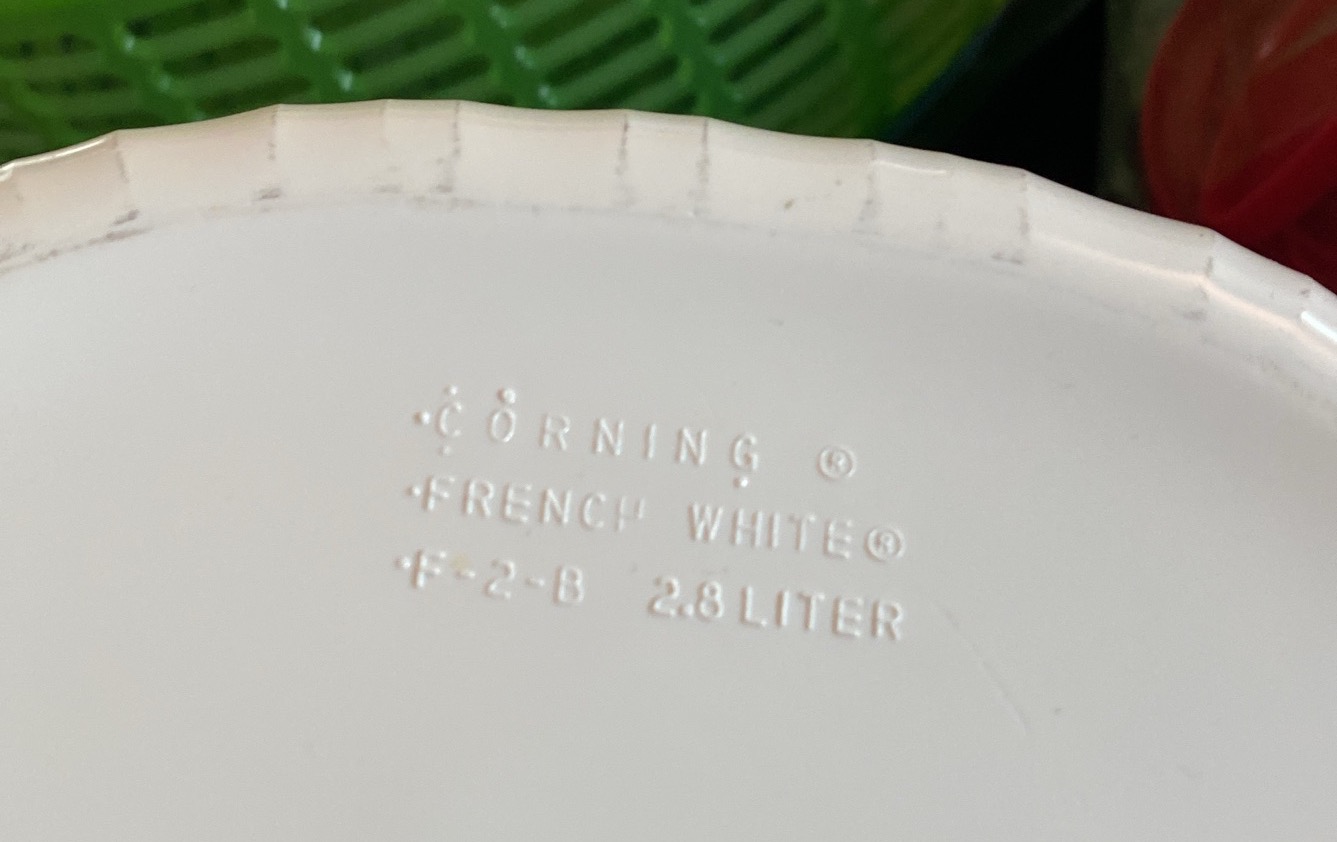 CORNING ®
FRENCH WHITE®
F-2-B 2.8 LITER